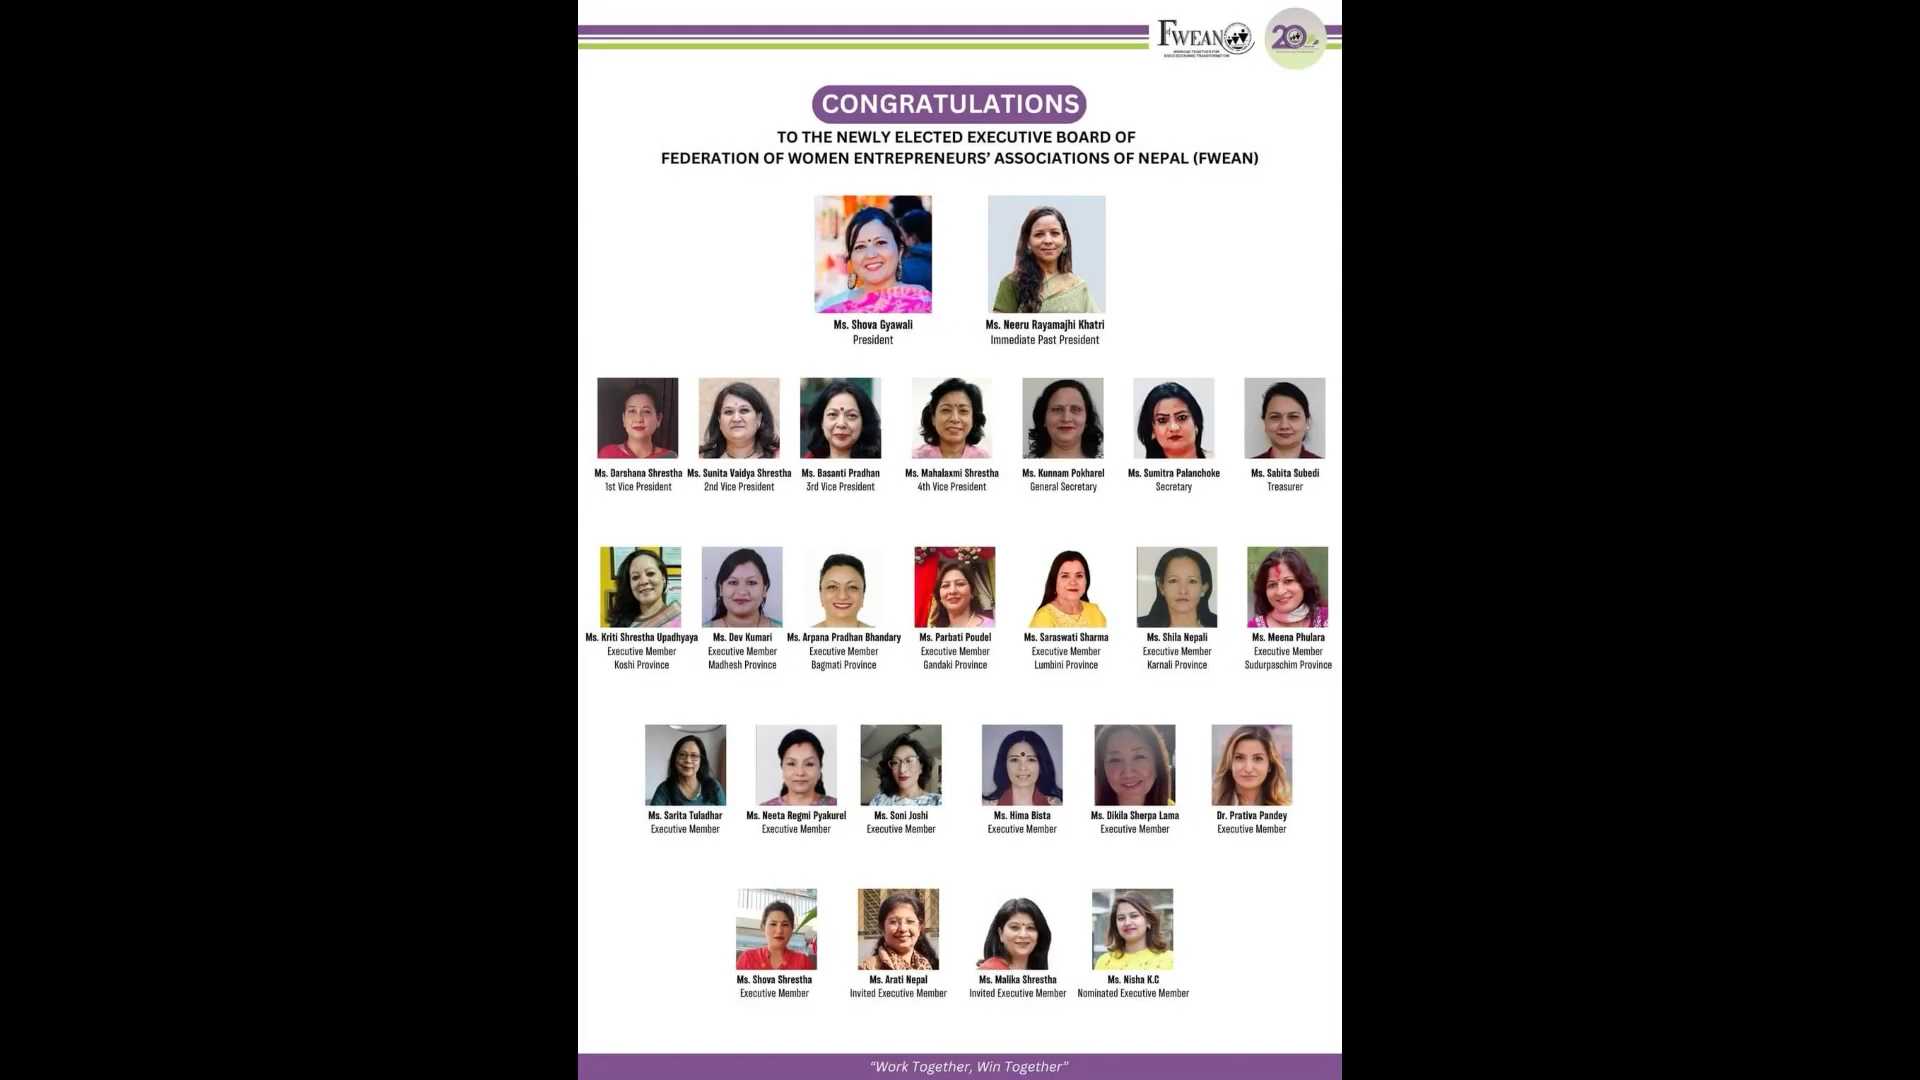 FWEAN
WORKING TOGETHER FOR
SOCIO-ECONOMIC TRANSFORMATION
20
CONGRATULATIONS
TO THE NEWLY ELECTED EXECUTIVE BOARD OF
FEDERATION OF WOMEN ENTREPRENEURS’ ASSOCIATIONS OF NEPAL (FWEAN)
Ms. Shova Gyawali
President
Ms. Neeru Rayamajhi Khatri
Immediate Past President
Ms. Darshana Shrestha
1st Vice President
Ms. Sunita Vaidya Shrestha
2nd Vice President
Ms. Basanti Pradhan
3rd Vice President
Ms. Mahalaxmi Shrestha
4th Vice President
Ms. Kunnam Pokharel
General Secretary
Ms. Sumitra Palanchoke
Secretary
Ms. Sabita Subedi
Treasurer
Ms. Kriti Shrestha Upadhyaya
Executive Member
Koshi Province
Ms. Dev Kumari
Executive Member
Madhesh Province
Ms. Arpana Pradhan Bhandary
Executive Member
Bagmati Province
Ms. Parbati Poudel
Executive Member
Gandaki Province
Ms. Saraswati Sharma
Executive Member
Lumbini Province
Ms. Shila Nepali
Executive Member
Karnali Province
Ms. Meena Phulara
Executive Member
Sudurpaschim Province
Ms. Sarita Tuladhar
Executive Member
Ms. Neeta Regmi Pyakurel
Executive Member
Ms. Soni Joshi
Executive Member
Ms. Hima Bista
Executive Member
Ms. Dikila Sherpa Lama
Executive Member
Dr. Prativa Pandey
Executive Member
Ms. Shova Shrestha
Executive Member
Ms. Arati Nepal
Invited Executive Member
Ms. Malika Shrestha
Invited Executive Member
Ms. Nisha K.C
Nominated Executive Member
“Work Together, Win Together”